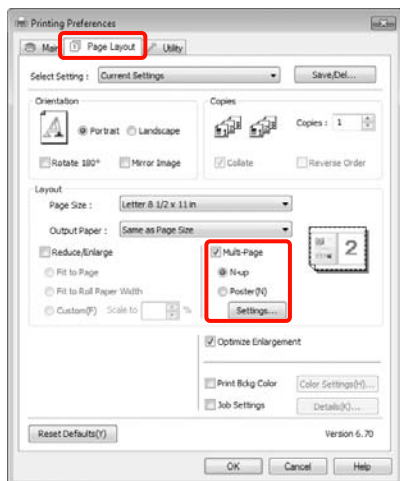 Printing Preferences
Main Page Layout Utility
Select Setting : Current Settings Save/Del...
Orientation Copies
A Portrait Landscape Copies : 1
Rotate 180° Mirror Image Collate Reverse Order
Layout
Page Size : Letter 8 1/2 x 11 in
Output Paper : Same as Page Size
Reduce/Enlarge Multi-Page
Fit to Page N-up 2
Fit to Roll Paper Width Poster(N)
Custom(F) Scale to % Settings...
Optimize Enlargement
Print Bckg Color Color Settings(H)...
Job Settings Details(K)...
Reset Defaults(Y) Version 6.70
OK Cancel Help